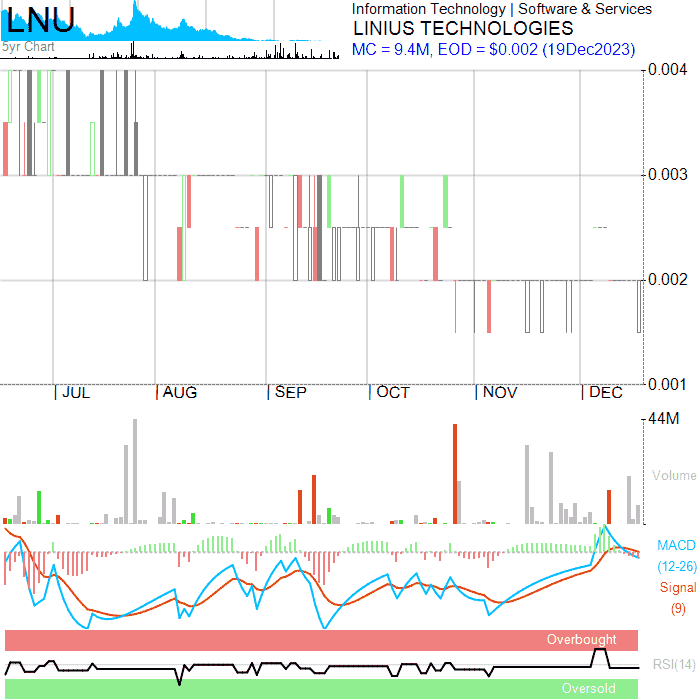 LNU
5yr Chart
Information Technology | Software & Services
LINIUS TECHNOLOGIES
MC = 9.4M, EOD = $0.002 (19Dec2023)
0.004
0.003
0.002
0.001
JUL
AUG
SEP
OCT
NOV
DEC
44M
Volume
MACD
(12-26)
Signal
(9)
Overbought
RSI(14)
Oversold